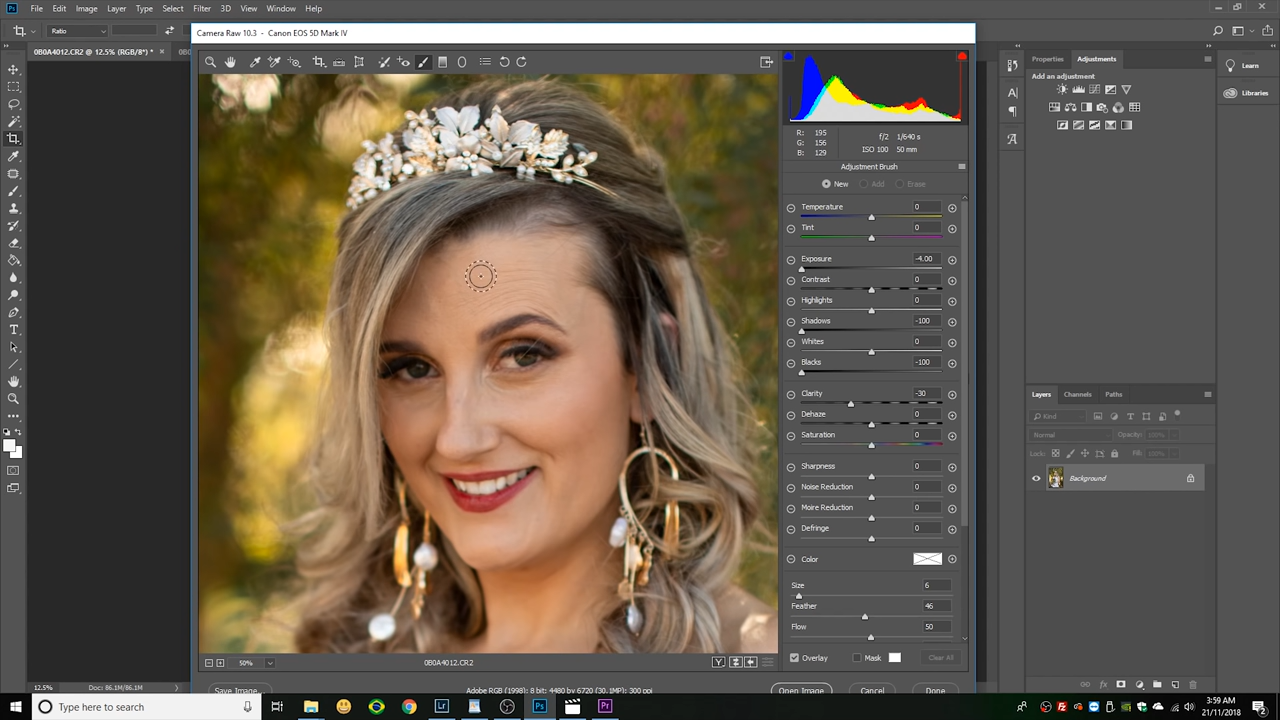 Ps File Edit Image Layer Type Select Filter 3D View Window Help
Camera Raw 10.3 - Canon EOS 5D Mark IV
Ratio
0B0A4012.CR2 @ 12.5% (RGB/8*) *
Properties Adjustments
Learn
Add an adjustment
Libraries
R: 195
G: 156
B: 129
f/2 1/640 s
ISO 100 50 mm
Adjustment Brush
New Add Erase
Temperature 0
Tint 0
Exposure -4.00
Contrast 0
Highlights 0
Shadows -100
Whites 0
Blacks -100
Clarity -30
Dehaze 0
Saturation 0
Sharpness 0
Noise Reduction 0
Moire Reduction 0
Defringe 0
Color
Size 6
Feather 46
Flow 50
Overlay Mask Clear All
Layers Channels Paths
Kind
Normal Opacity: 100%
Lock: Fill: 100%
Background
50% 0B0A4012.CR2
12.5% Doc: 86.1M/86.1M
Save Image... Adobe RGB (1998); 8 bit; 4480 by 6720 (30.1MP); 300 ppi Open Image Cancel Done
Type here to search
Lr Ps Pr
3:59 AM
21/11/2018